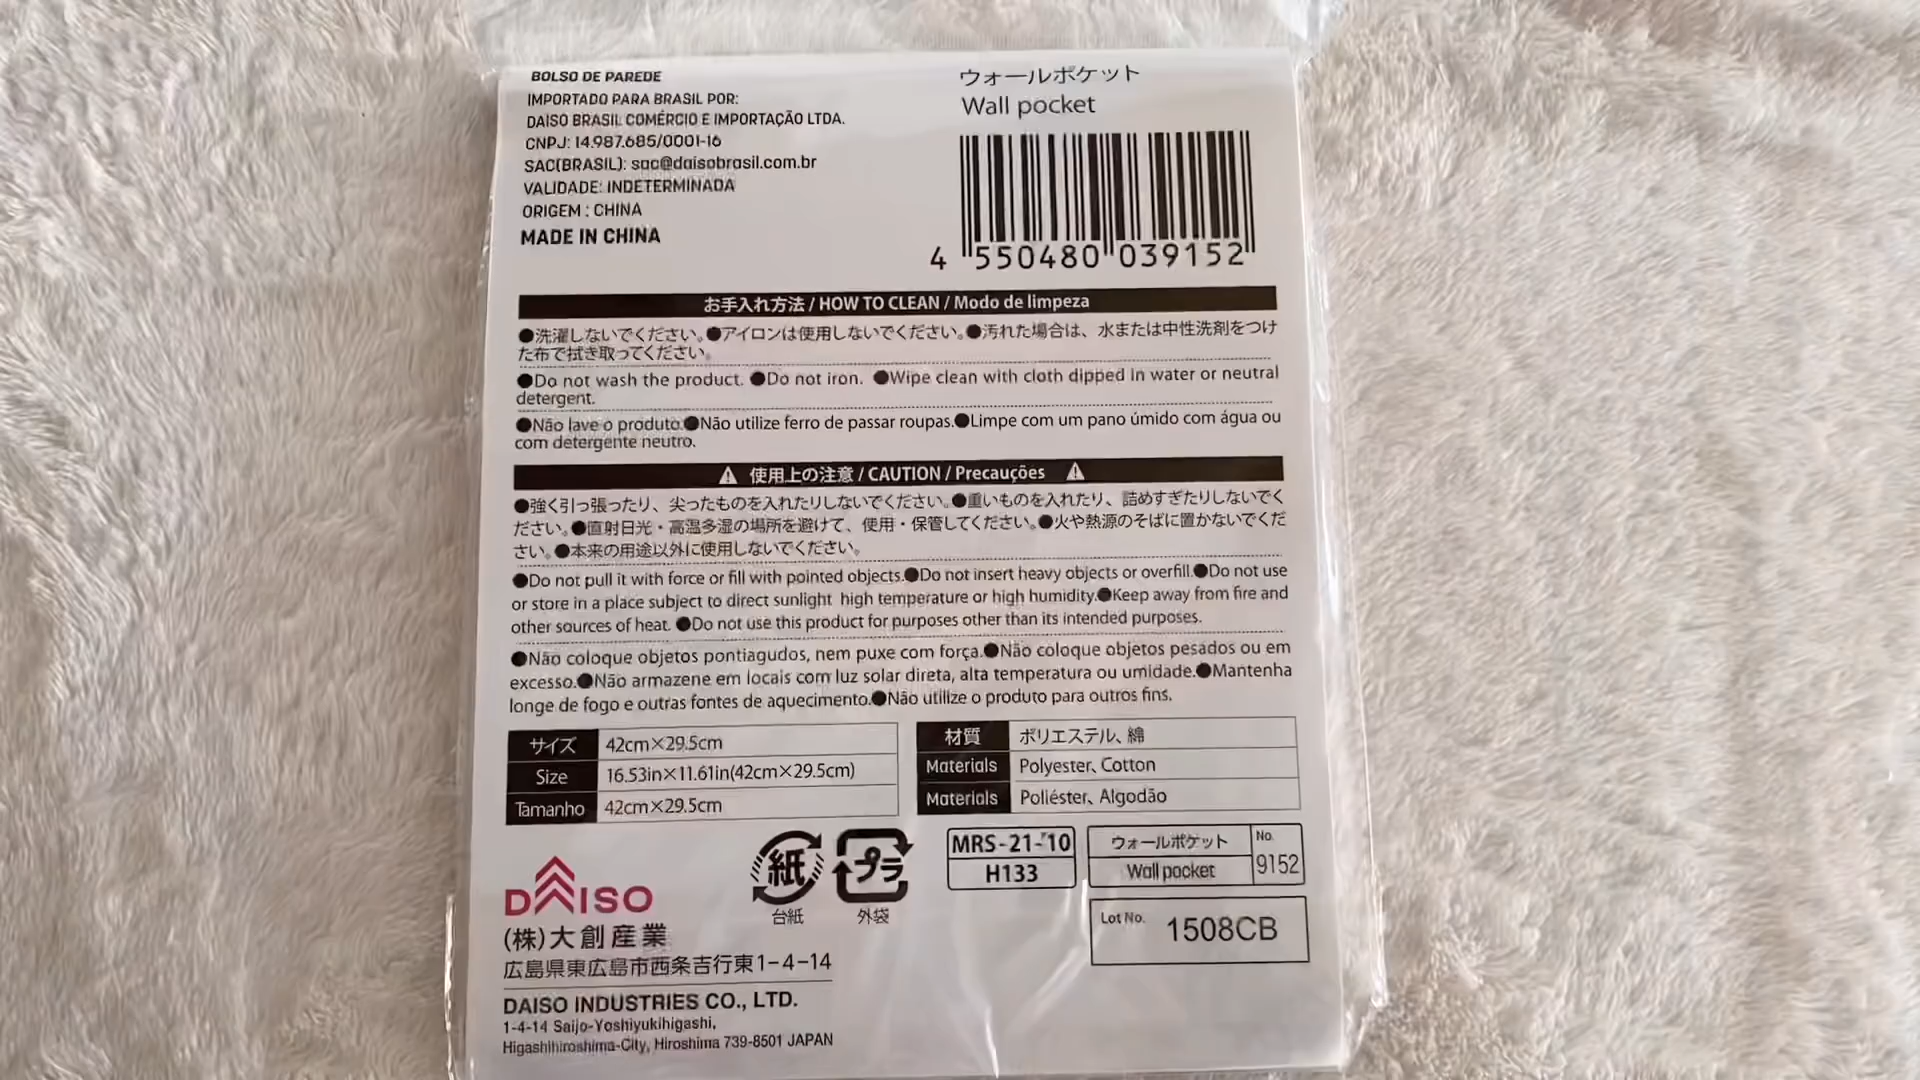 BOLSO DE PAREDE
IMPORTADO PARA BRASIL POR:
DAISO BRASIL COMÉRCIO E IMPORTAÇÃO LTDA.
CNPJ: 14.987.685/0001-16
SAC(BRASIL): sac@daisobrasil.com.br
VALIDADE: INDETERMINADA
ORIGEM : CHINA
MADE IN CHINA
ウォールポケット
Wall pocket
4 550480 039152
お手入れ方法 / HOW TO CLEAN / Modo de limpeza
●洗濯しないでください。●アイロンは使用しないでください。●汚れた場合は、水または中性洗剤をつけ
た布で拭き取ってください。
●Do not wash the product. ●Do not iron. ●Wipe clean with cloth dipped in water or neutral
detergent.
●Não lave o produto.●Não utilize ferro de passar roupas.●Limpe com um pano úmido com água ou
com detergente neutro.
⚠ 使用上の注意 / CAUTION / Precauções ⚠
●強く引っ張ったり、尖ったものを入れたりしないでください。●重いものを入れたり、詰めすぎたりしないでく
ださい。●直射日光・高温多湿の場所を避けて、使用・保管してください。●火や熱源のそばに置かないでくだ
さい。●本来の用途以外に使用しないでください。
●Do not pull it with force or fill with pointed objects.●Do not insert heavy objects or overfill.●Do not use
or store in a place subject to direct sunlight high temperature or high humidity.●Keep away from fire and
other sources of heat. ●Do not use this product for purposes other than its intended purposes.
●Não coloque objetos pontiagudos, nem puxe com força.●Não coloque objetos pesados ou em
excesso.●Não armazene em locais com luz solar direta, alta temperatura ou umidade.●Mantenha
longe de fogo e outras fontes de aquecimento.●Não utilize o produto para outros fins.
サイズ 42cm×29.5cm
Size 16.53in×11.61in(42cm×29.5cm)
Tamanho 42cm×29.5cm
材質 ポリエステル、綿
Materials Polyester、Cotton
Materials Poliéster、Algodão
紙
台紙
プラ
外袋
MRS-21-'10
H133
ウォールポケット
Wall pocket
No.
9152
Lot No. 1508CB
DAISO
(株)大創産業
広島県東広島市西条吉行東1-4-14
DAISO INDUSTRIES CO., LTD.
1-4-14 Saijo-Yoshiyukihigashi,
Higashihiroshima-City, Hiroshima 739-8501 JAPAN